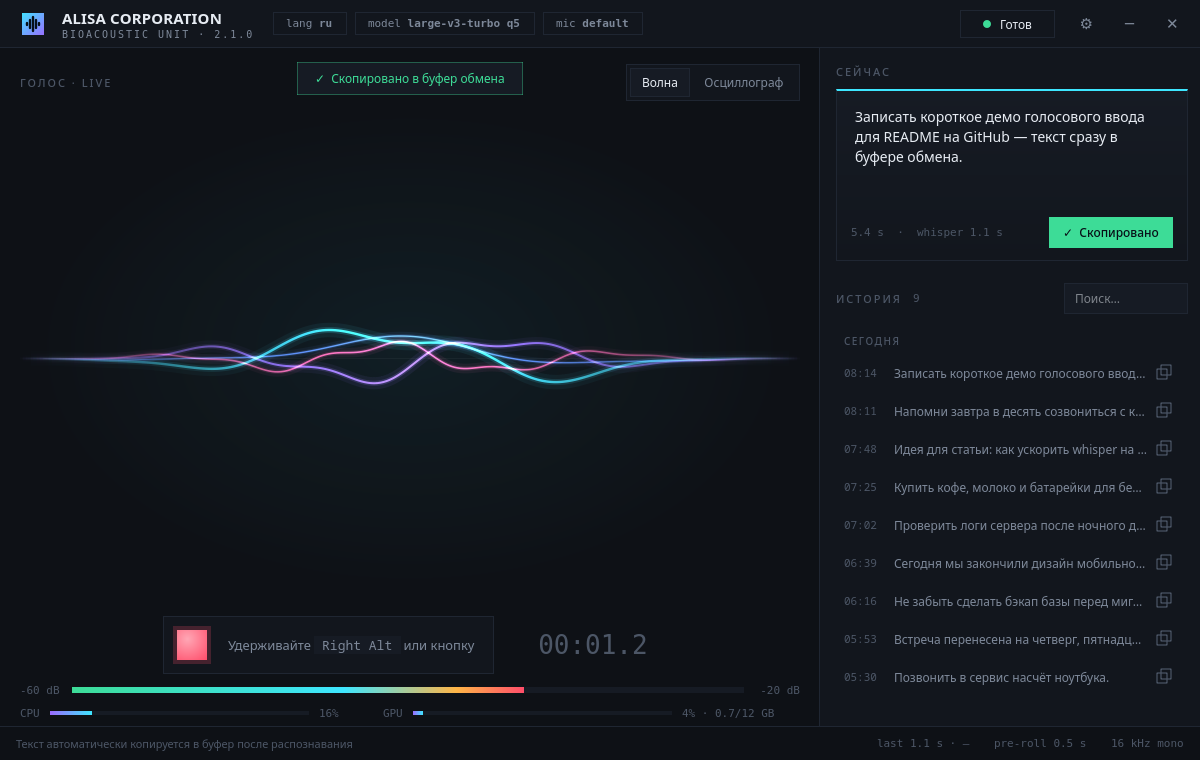 ALISA CORPORATION
BIOACOUSTIC UNIT · 2.1.0
lang ru
model large-v3-turbo q5
mic default
Готов
ГОЛОС · LIVE
✓ Скопировано в буфер обмена
Волна
Осциллограф
СЕЙЧАС
Записать короткое демо голосового ввода
для README на GitHub — текст сразу в
буфере обмена.
5.4 s · whisper 1.1 s
✓ Скопировано
ИСТОРИЯ 9
Поиск…
СЕГОДНЯ
08:14 Записать короткое демо голосового ввод…
08:11 Напомни завтра в десять созвониться с к…
07:48 Идея для статьи: как ускорить whisper на …
07:25 Купить кофе, молоко и батарейки для бе…
07:02 Проверить логи сервера после ночного д…
06:39 Сегодня мы закончили дизайн мобильно…
06:16 Не забыть сделать бэкап базы перед миг…
05:53 Встреча перенесена на четверг, пятнадц…
05:30 Позвонить в сервис насчёт ноутбука.
Удерживайте Right Alt или кнопку
00:01.2
-60 dB
-20 dB
CPU 16%
GPU 4% · 0.7/12 GB
Текст автоматически копируется в буфер после распознавания
last 1.1 s · —
pre-roll 0.5 s
16 kHz mono